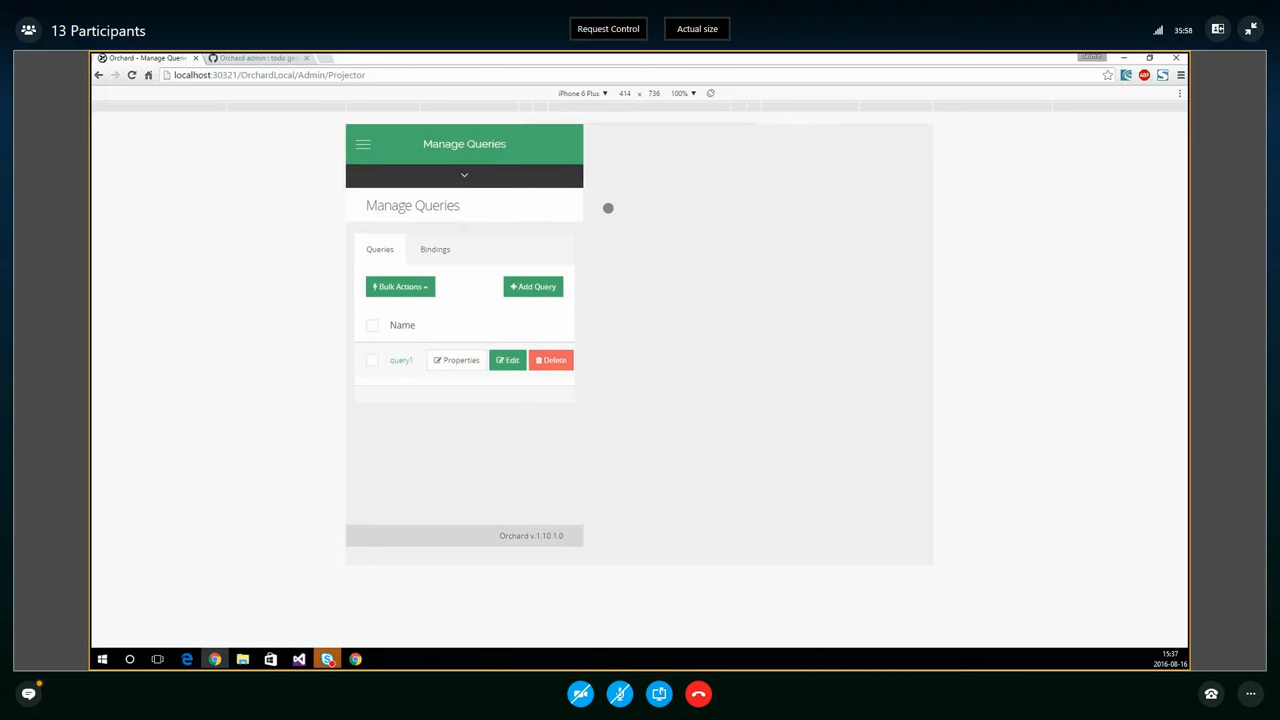 13 Participants
Request Control
Actual size
35:58
Orchard - Manage Queri
Orchard admin : todo ge
localhost:30321/OrchardLocal/Admin/Projector
ABP
iPhone 6 Plus 414 × 736 100%
Manage Queries
Manage Queries
Queries
Bindings
Bulk Actions
Add Query
Name
query1
Properties
Edit
Delete
Orchard v.1.10.1.0
15:37
2016-08-16